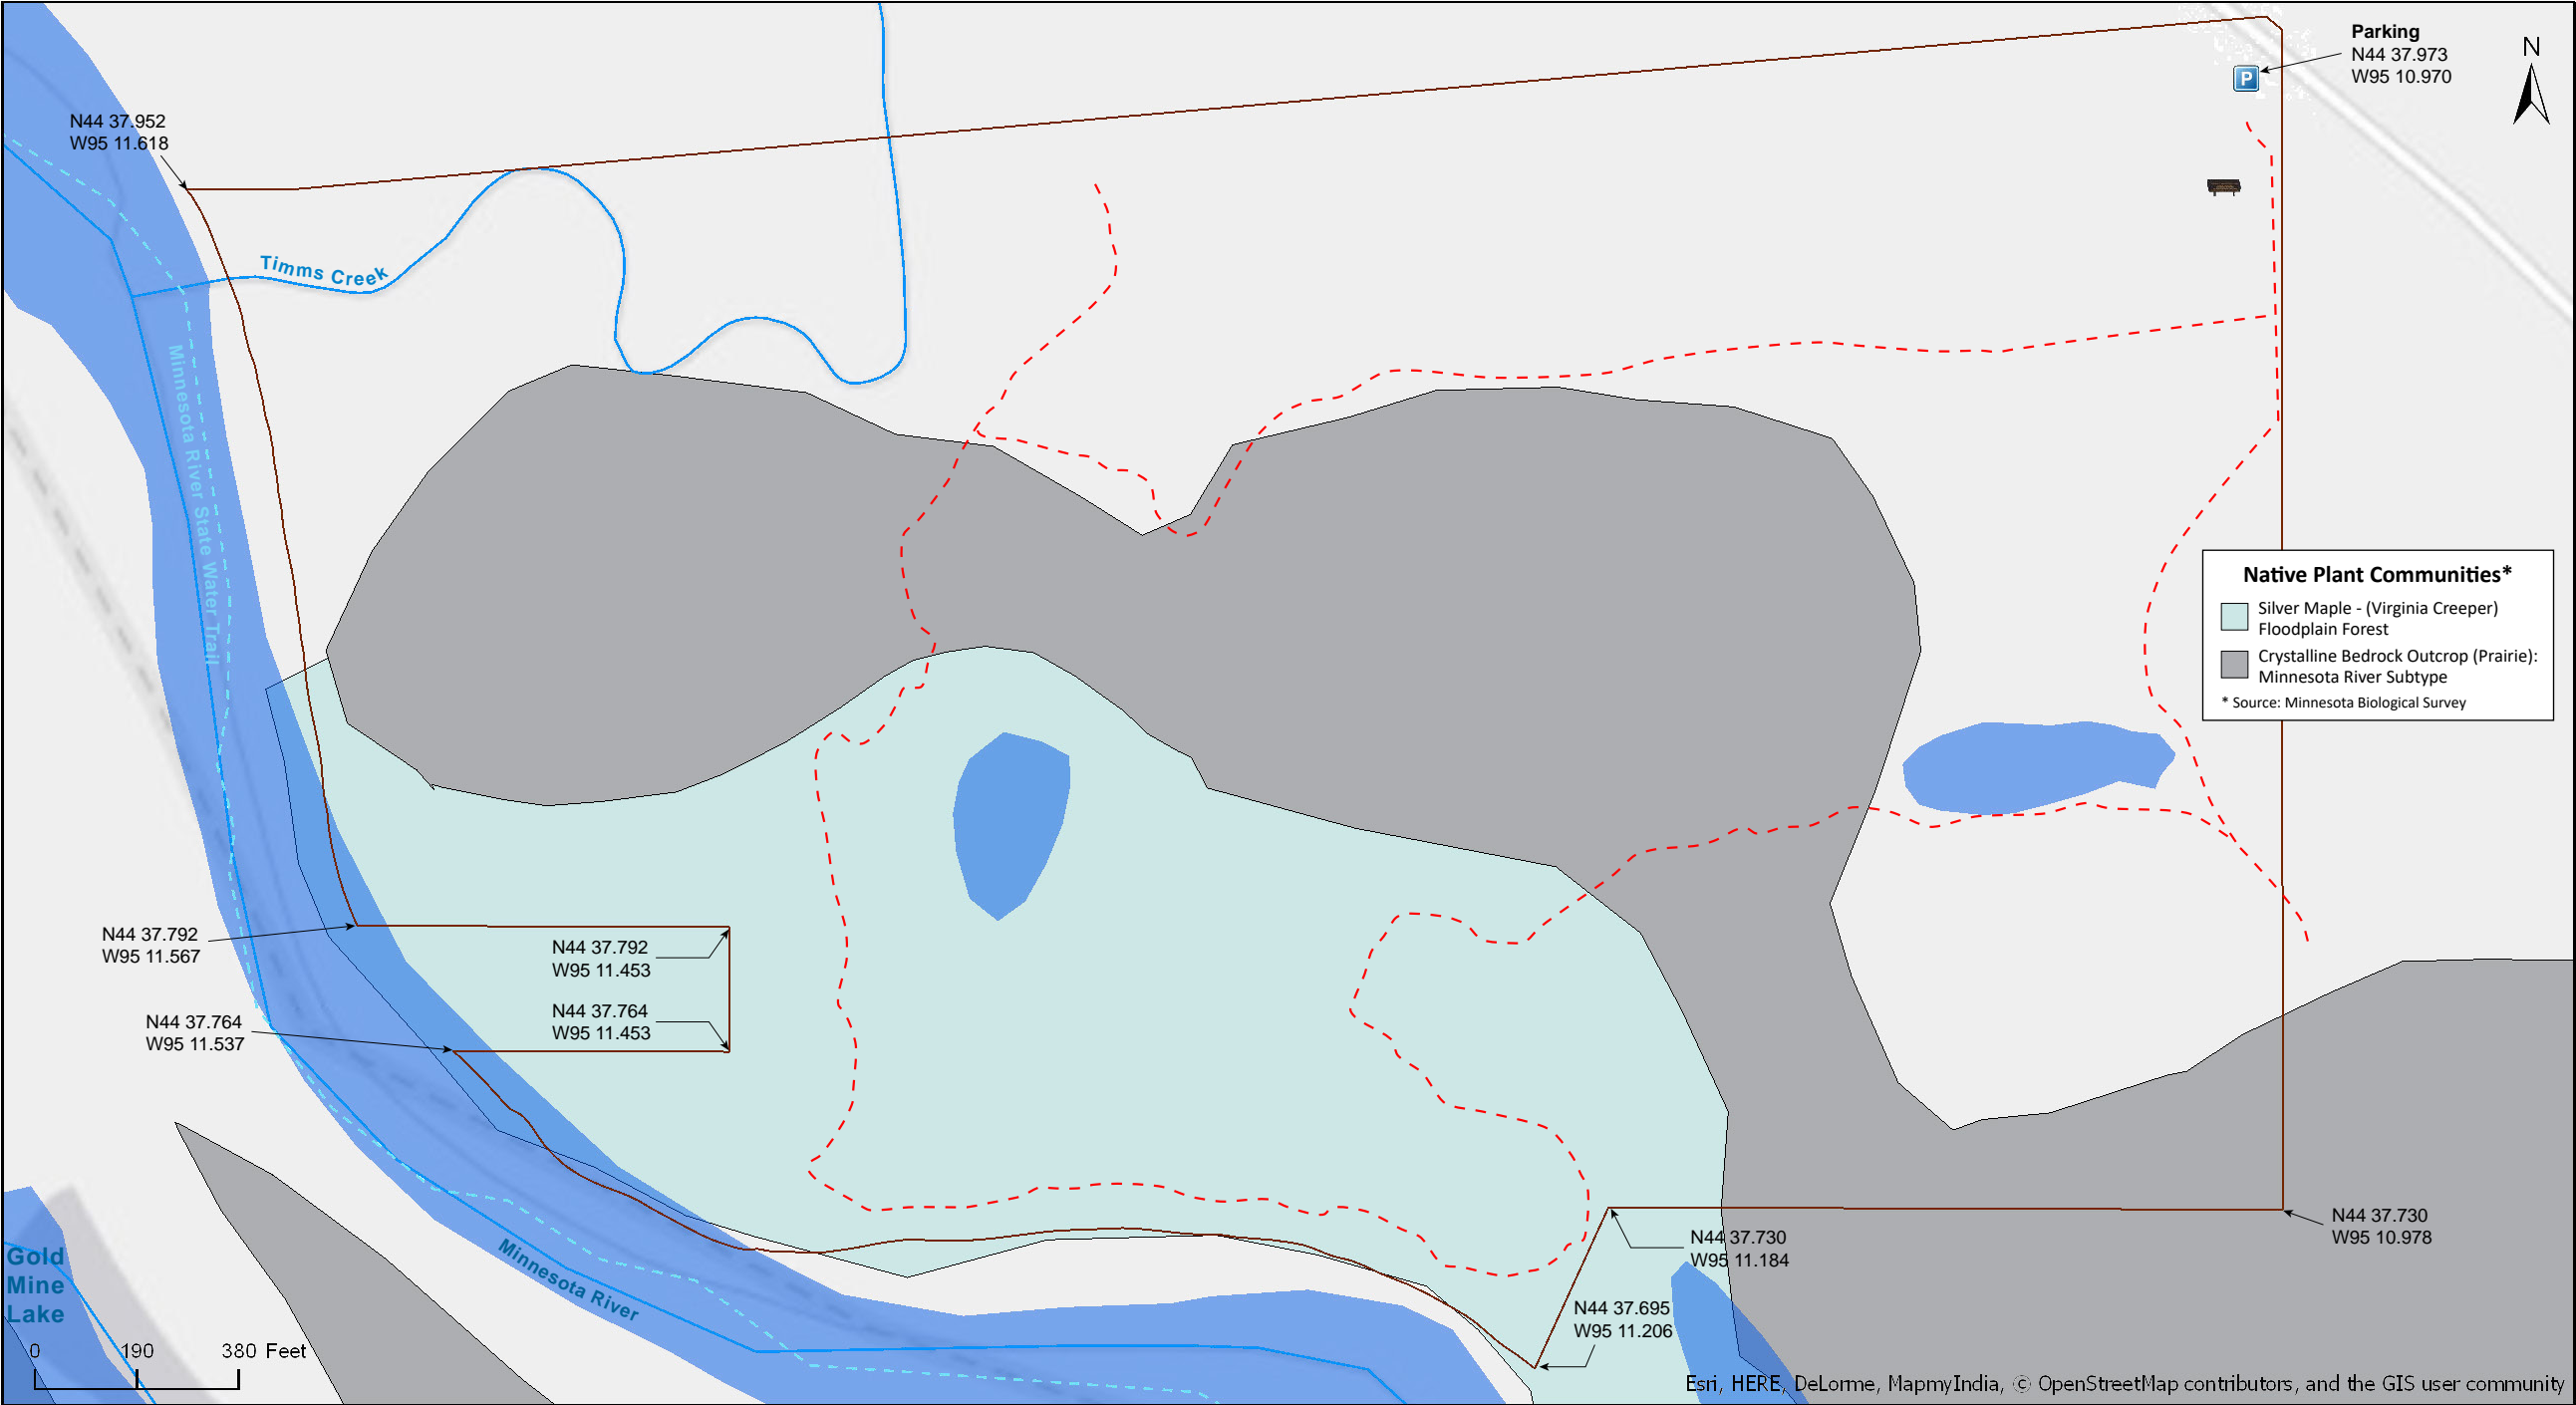 Parking
N44 37.973
W95 10.970
N
P
N44 37.952
W95 11.618
Timms Creek
Minnesota River State Water Trail
Native Plant Communities*
Silver Maple - (Virginia Creeper)
Floodplain Forest
Crystalline Bedrock Outcrop (Prairie):
Minnesota River Subtype
* Source: Minnesota Biological Survey
N44 37.792
W95 11.567
N44 37.792
W95 11.453
N44 37.764
W95 11.453
N44 37.764
W95 11.537
N44 37.730
W95 10.978
N44 37.730
W95 11.184
N44 37.695
W95 11.206
Minnesota River
Gold
Mine
Lake
0 190 380 Feet
Esri, HERE, DeLorme, MapmyIndia, © OpenStreetMap contributors, and the GIS user community